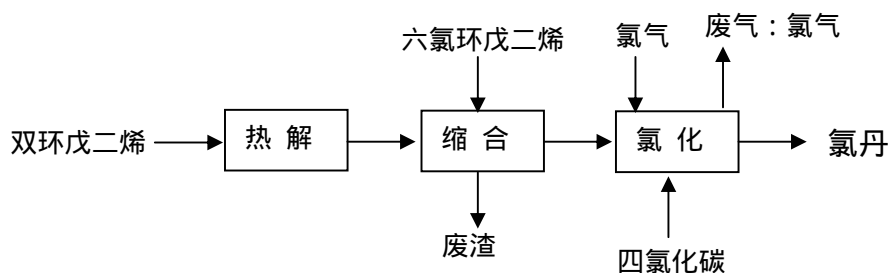 六氯环戊二烯
氯气
废气：氯气
双环戊二烯
热 解
缩 合
氯 化
氯丹
废渣
四氯化碳